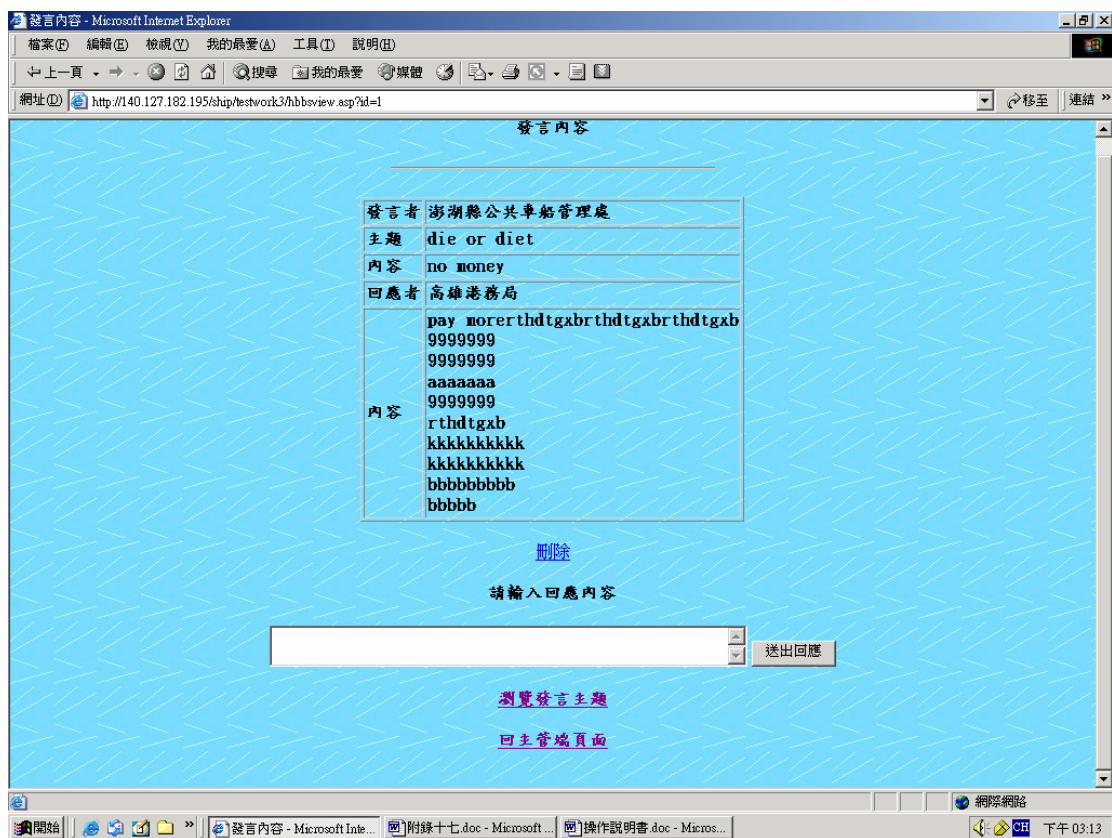 發言內容 - Microsoft Internet Explorer
檔案(F) 編輯(E) 檢視(V) 我的最愛(A) 工具(T) 說明(H)
上一頁 搜尋 我的最愛 媒體
網址(D) http://140.127.182.195/ship/testwork3/hbbsview.asp?id=1 移至 連結 »
發言內容
發言者 澎湖縣公共車船管理處
主題 die or diet
內容 no money
回應者 高雄港務局
內容
pay morerthdtgxbrthdtgxbrthdtgxb
9999999
9999999
aaaaaaa
9999999
rthdtgxb
kkkkkkkkkk
kkkkkkkkkk
bbbbbbbbb
bbbbb
刪除
請輸入回應內容
送出回應
瀏覽發言主題
回主管端頁面
網際網路
開始 » 發言內容 - Microsoft Inte... 附錄十七.doc - Microsoft ... 操作說明書.doc - Micros... CH 下午 03:13